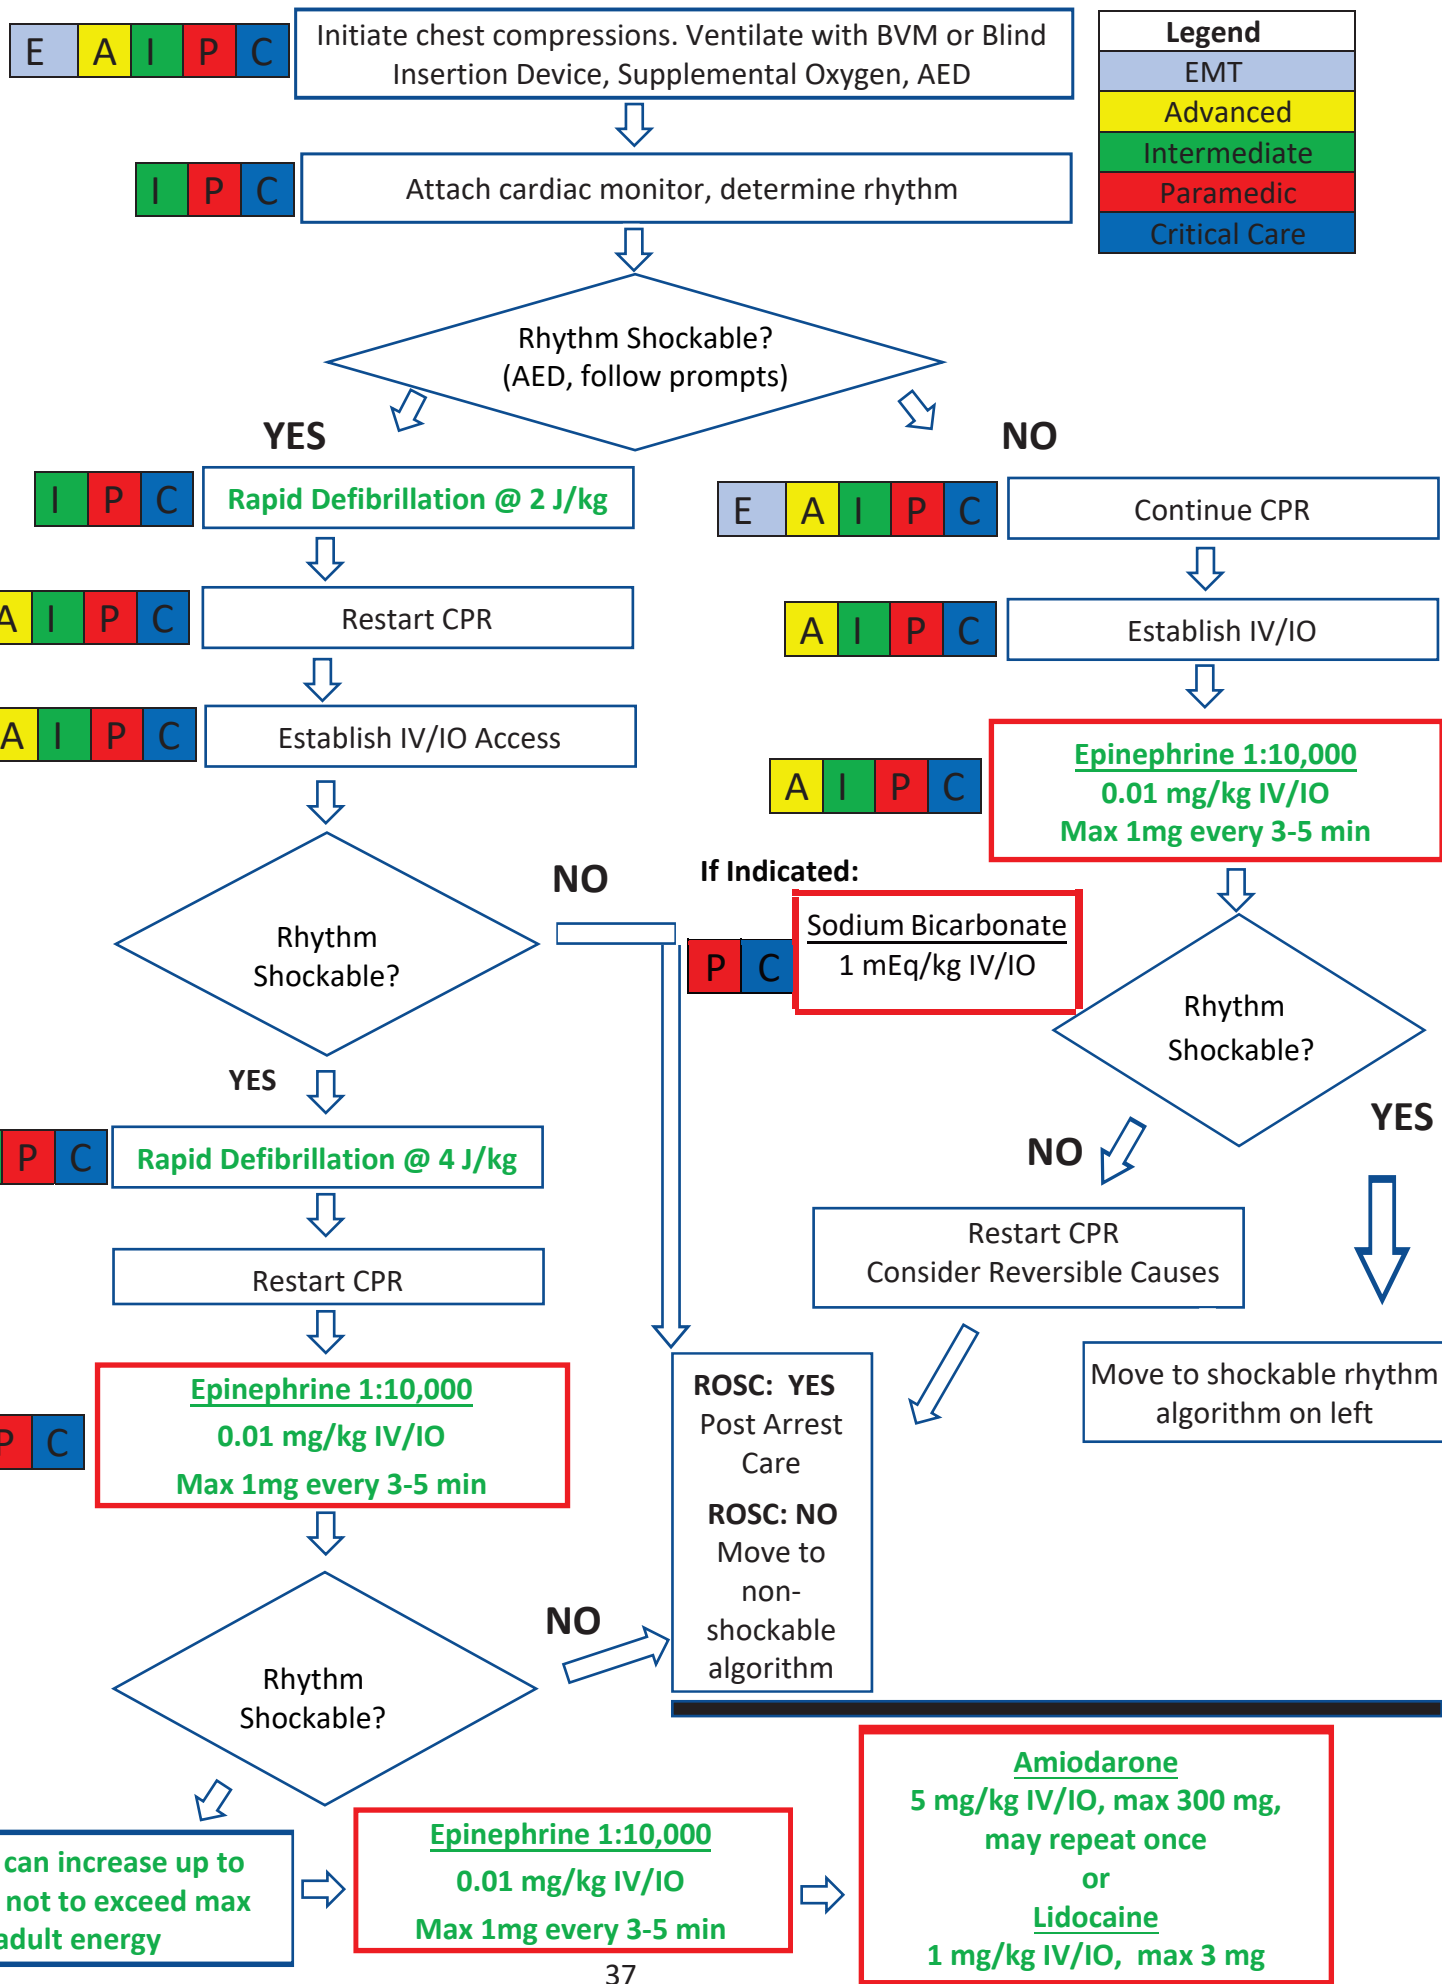 E A I P C
Initiate chest compressions. Ventilate with BVM or Blind
Insertion Device, Supplemental Oxygen, AED
Legend
EMT
Advanced
Intermediate
Paramedic
Critical Care
I P C
Attach cardiac monitor, determine rhythm
Rhythm Shockable?
(AED, follow prompts)
YES
NO
I P C
Rapid Defibrillation @ 2 J/kg
A I P C
Restart CPR
A I P C
Establish IV/IO Access
Rhythm
Shockable?
NO
YES
P C
Rapid Defibrillation @ 4 J/kg
Restart CPR
P C
Epinephrine 1:10,000
0.01 mg/kg IV/IO
Max 1mg every 3-5 min
Rhythm
Shockable?
NO
can increase up to
not to exceed max
adult energy
Epinephrine 1:10,000
0.01 mg/kg IV/IO
Max 1mg every 3-5 min
Amiodarone
5 mg/kg IV/IO, max 300 mg,
may repeat once
or
Lidocaine
1 mg/kg IV/IO, max 3 mg
E A I P C
Continue CPR
A I P C
Establish IV/IO
A I P C
Epinephrine 1:10,000
0.01 mg/kg IV/IO
Max 1mg every 3-5 min
If Indicated:
P C
Sodium Bicarbonate
1 mEq/kg IV/IO
Rhythm
Shockable?
NO
YES
Restart CPR
Consider Reversible Causes
Move to shockable rhythm
algorithm on left
ROSC: YES
Post Arrest
Care
ROSC: NO
Move to
non-
shockable
algorithm
37